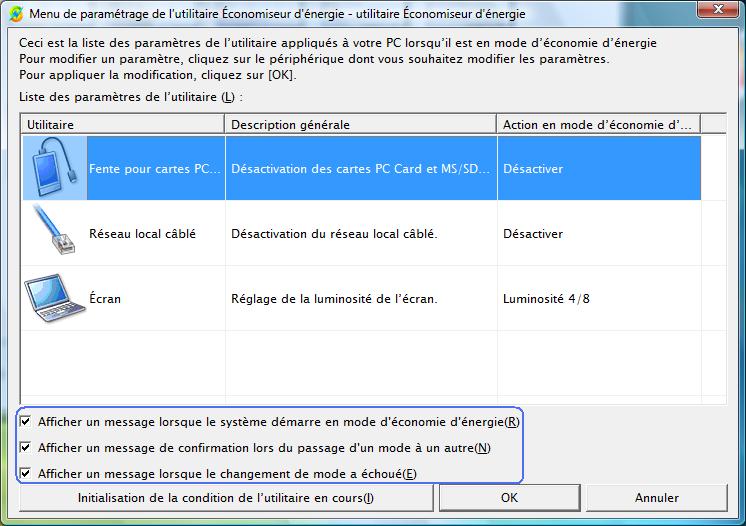 Menu de paramétrage de l'utilitaire Économiseur d'énergie - utilitaire Économiseur d'énergie
Ceci est la liste des paramètres de l'utilitaire appliqués à votre PC lorsqu'il est en mode d'économie d'énergie
Pour modifier un paramètre, cliquez sur le périphérique dont vous souhaitez modifier les paramètres.
Pour appliquer la modification, cliquez sur [OK].
Liste des paramètres de l'utilitaire (L) :
Utilitaire Description générale Action en mode d'économie d'...
Fente pour cartes PC... Désactivation des cartes PC Card et MS/SD... Désactiver
Réseau local câblé Désactivation du réseau local câblé. Désactiver
Écran Réglage de la luminosité de l'écran. Luminosité 4/8
Afficher un message lorsque le système démarre en mode d'économie d'énergie(R)
Afficher un message de confirmation lors du passage d'un mode à un autre(N)
Afficher un message lorsque le changement de mode a échoué(E)
Initialisation de la condition de l'utilitaire en cours(I) OK Annuler